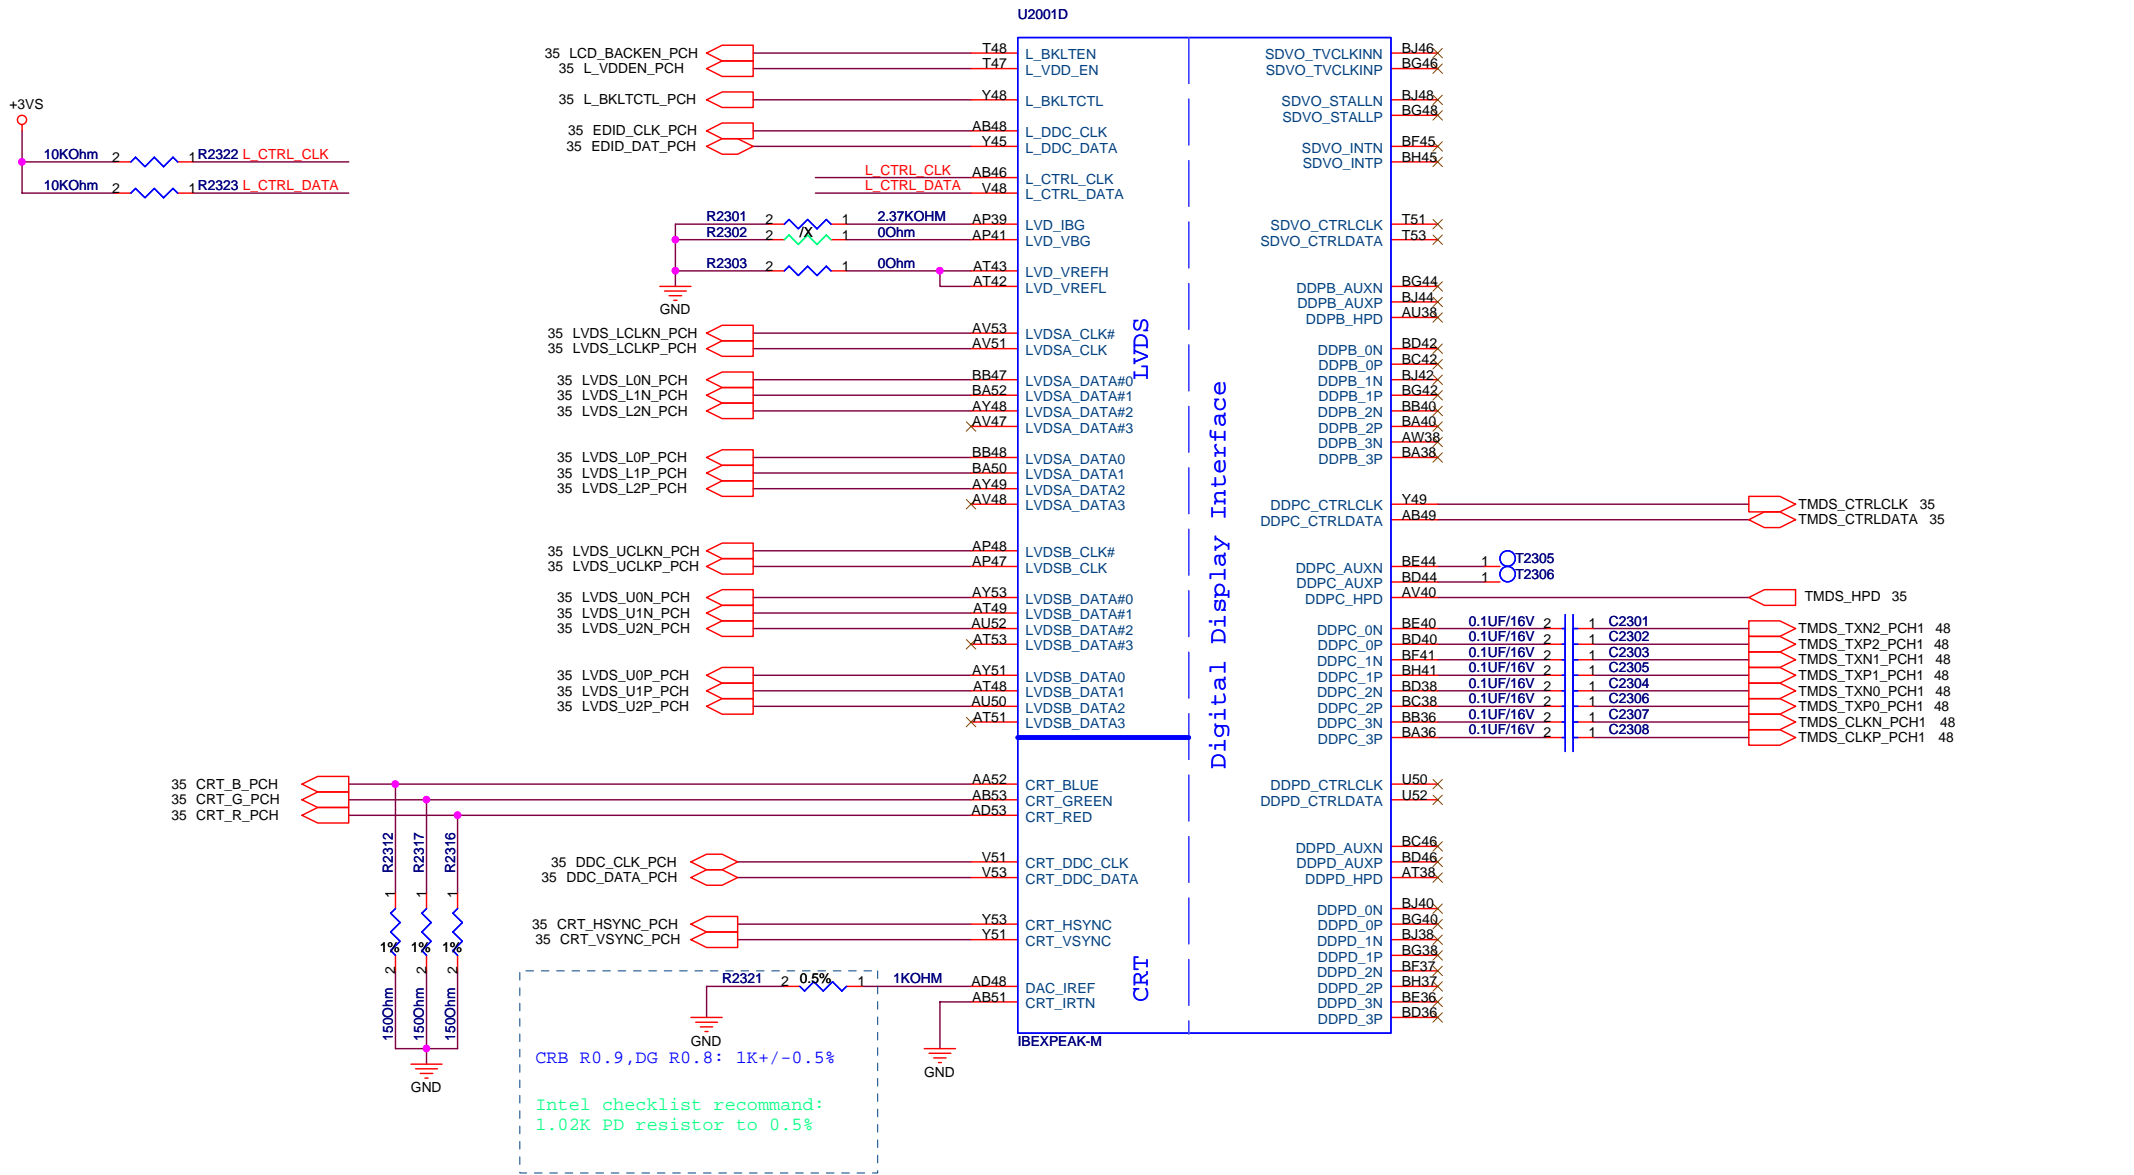 U2001D
+3VS
10KOhm 2 1 R2322 L_CTRL_CLK
10KOhm 2 1 R2323 L_CTRL_DATA
35 LCD_BACKEN_PCH T48 L_BKLTEN
35 L_VDDEN_PCH T47 L_VDD_EN
35 L_BKLTCTL_PCH Y48 L_BKLTCTL
35 EDID_CLK_PCH AB48 L_DDC_CLK
35 EDID_DAT_PCH Y45 L_DDC_DATA
L_CTRL_CLK AB46 L_CTRL_CLK
L_CTRL_DATA V48 L_CTRL_DATA
R2301 2 1 2.37KOHM AP39 LVD_IBG
R2302 2 /X 1 0Ohm AP41 LVD_VBG
R2303 2 1 0Ohm AT43 LVD_VREFH
AT42 LVD_VREFL
GND
35 LVDS_LCLKN_PCH AV53 LVDSA_CLK#
35 LVDS_LCLKP_PCH AV51 LVDSA_CLK
35 LVDS_L0N_PCH BB47 LVDSA_DATA#0
35 LVDS_L1N_PCH BA52 LVDSA_DATA#1
35 LVDS_L2N_PCH AY48 LVDSA_DATA#2
AV47 LVDSA_DATA#3
35 LVDS_L0P_PCH BB48 LVDSA_DATA0
35 LVDS_L1P_PCH BA50 LVDSA_DATA1
35 LVDS_L2P_PCH AY49 LVDSA_DATA2
AV48 LVDSA_DATA3
35 LVDS_UCLKN_PCH AP48 LVDSB_CLK#
35 LVDS_UCLKP_PCH AP47 LVDSB_CLK
35 LVDS_U0N_PCH AY53 LVDSB_DATA#0
35 LVDS_U1N_PCH AT49 LVDSB_DATA#1
35 LVDS_U2N_PCH AU52 LVDSB_DATA#2
AT53 LVDSB_DATA#3
35 LVDS_U0P_PCH AY51 LVDSB_DATA0
35 LVDS_U1P_PCH AT48 LVDSB_DATA1
35 LVDS_U2P_PCH AU50 LVDSB_DATA2
AT51 LVDSB_DATA3
LVDS
35 CRT_B_PCH AA52 CRT_BLUE
35 CRT_G_PCH AB53 CRT_GREEN
35 CRT_R_PCH AD53 CRT_RED
R2312 1 1% 2 150Ohm
R2317 1 1% 2 150Ohm
R2316 1 1% 2 150Ohm
GND
35 DDC_CLK_PCH V51 CRT_DDC_CLK
35 DDC_DATA_PCH V53 CRT_DDC_DATA
35 CRT_HSYNC_PCH Y53 CRT_HSYNC
35 CRT_VSYNC_PCH Y51 CRT_VSYNC
R2321 2 0.5% 1 1KOHM AD48 DAC_IREF
AB51 CRT_IRTN
GND
GND
CRT
CRB R0.9,DG R0.8: 1K+/-0.5%
Intel checklist recommand:
1.02K PD resistor to 0.5%
Digital Display Interface
SDVO_TVCLKINN BJ46
SDVO_TVCLKINP BG46
SDVO_STALLN BJ48
SDVO_STALLP BG48
SDVO_INTN BF45
SDVO_INTP BH45
SDVO_CTRLCLK T51
SDVO_CTRLDATA T53
DDPB_AUXN BG44
DDPB_AUXP BJ44
DDPB_HPD AU38
DDPB_0N BD42
DDPB_0P BC42
DDPB_1N BJ42
DDPB_1P BG42
DDPB_2N BB40
DDPB_2P BA40
DDPB_3N AW38
DDPB_3P BA38
DDPC_CTRLCLK Y49 TMDS_CTRLCLK 35
DDPC_CTRLDATA AB49 TMDS_CTRLDATA 35
DDPC_AUXN BE44 1 T2305
DDPC_AUXP BD44 1 T2306
DDPC_HPD AV40 TMDS_HPD 35
DDPC_0N BE40 0.1UF/16V 2 1 C2301 TMDS_TXN2_PCH1 48
DDPC_0P BD40 0.1UF/16V 2 1 C2302 TMDS_TXP2_PCH1 48
DDPC_1N BF41 0.1UF/16V 2 1 C2303 TMDS_TXN1_PCH1 48
DDPC_1P BH41 0.1UF/16V 2 1 C2305 TMDS_TXP1_PCH1 48
DDPC_2N BD38 0.1UF/16V 2 1 C2304 TMDS_TXN0_PCH1 48
DDPC_2P BC38 0.1UF/16V 2 1 C2306 TMDS_TXP0_PCH1 48
DDPC_3N BB36 0.1UF/16V 2 1 C2307 TMDS_CLKN_PCH1 48
DDPC_3P BA36 0.1UF/16V 2 1 C2308 TMDS_CLKP_PCH1 48
DDPD_CTRLCLK U50
DDPD_CTRLDATA U52
DDPD_AUXN BC46
DDPD_AUXP BD46
DDPD_HPD AT38
DDPD_0N BJ40
DDPD_0P BG40
DDPD_1N BJ38
DDPD_1P BG38
DDPD_2N BF37
DDPD_2P BH37
DDPD_3N BE36
DDPD_3P BD36
IBEXPEAK-M